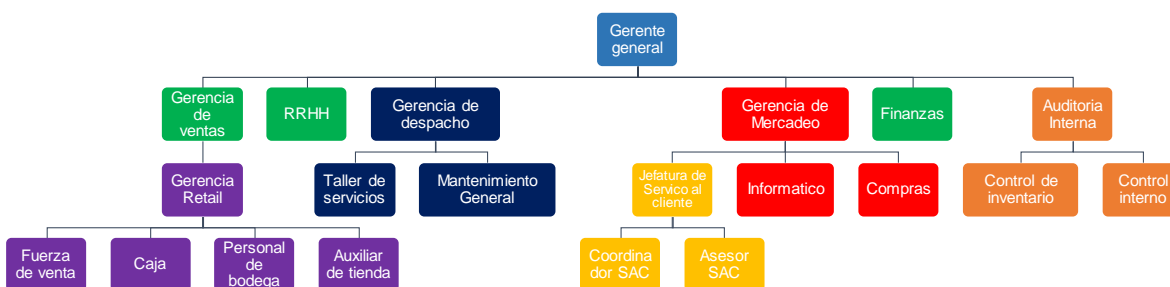 Gerente
general
Gerencia
de
ventas
RRHH
Gerencia de
despacho
Gerencia de
Mercadeo
Finanzas
Auditoria
Interna
Gerencia
Retail
Taller de
servicios
Mantenimiento
General
Jefatura de
Servico al
cliente
Informatico
Compras
Control de
inventario
Control
interno
Fuerza
de venta
Caja
Personal
de
bodega
Auxiliar
de tienda
Coordina
dor SAC
Asesor
SAC